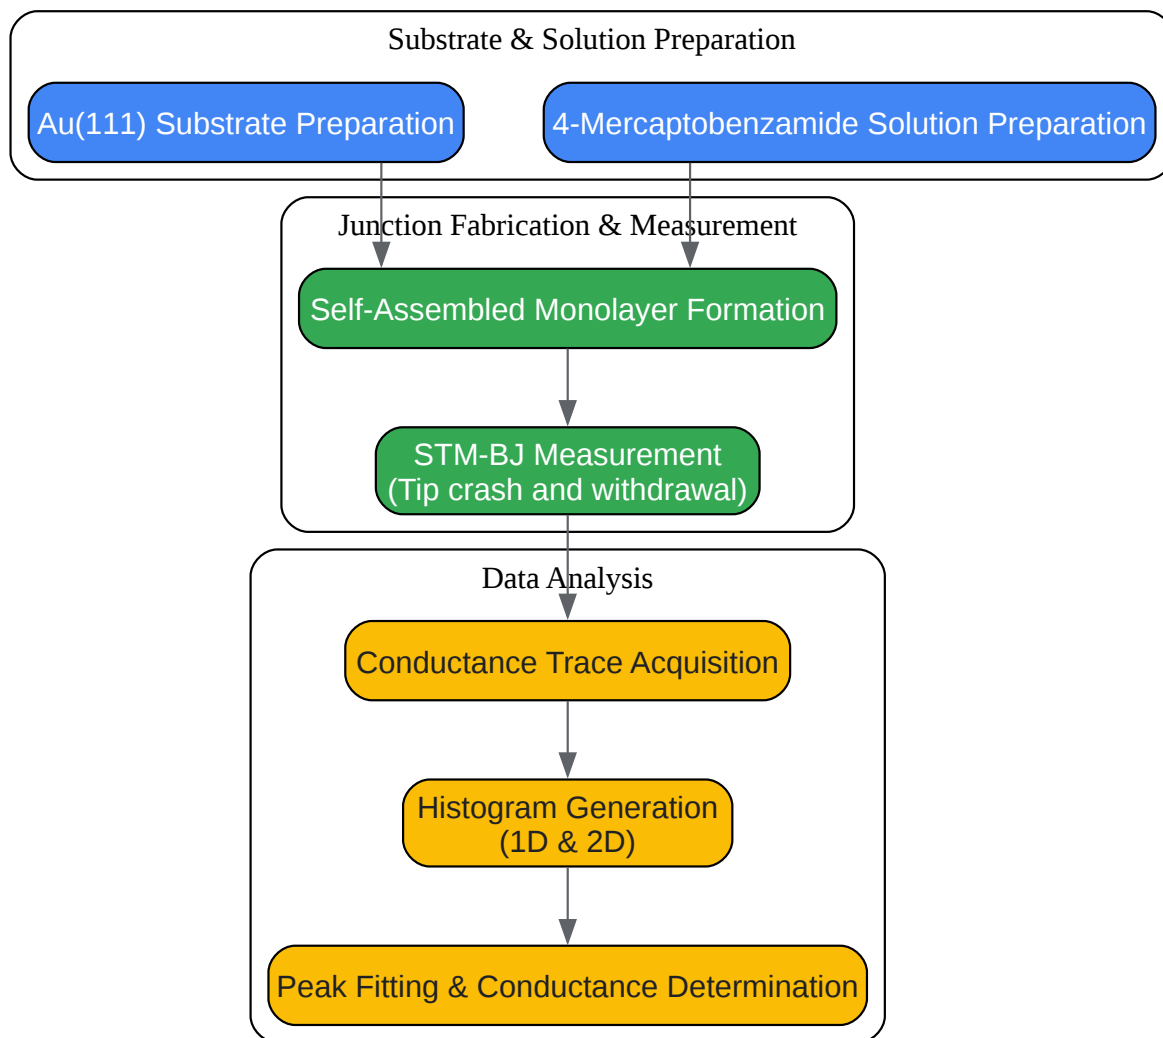 Substrate & Solution Preparation
Au(111) Substrate Preparation
4-Mercaptobenzamide Solution Preparation
Junction Fabrication & Measurement
Self-Assembled Monolayer Formation
STM-BJ Measurement
(Tip crash and withdrawal)
Data Analysis
Conductance Trace Acquisition
Histogram Generation
(1D & 2D)
Peak Fitting & Conductance Determination